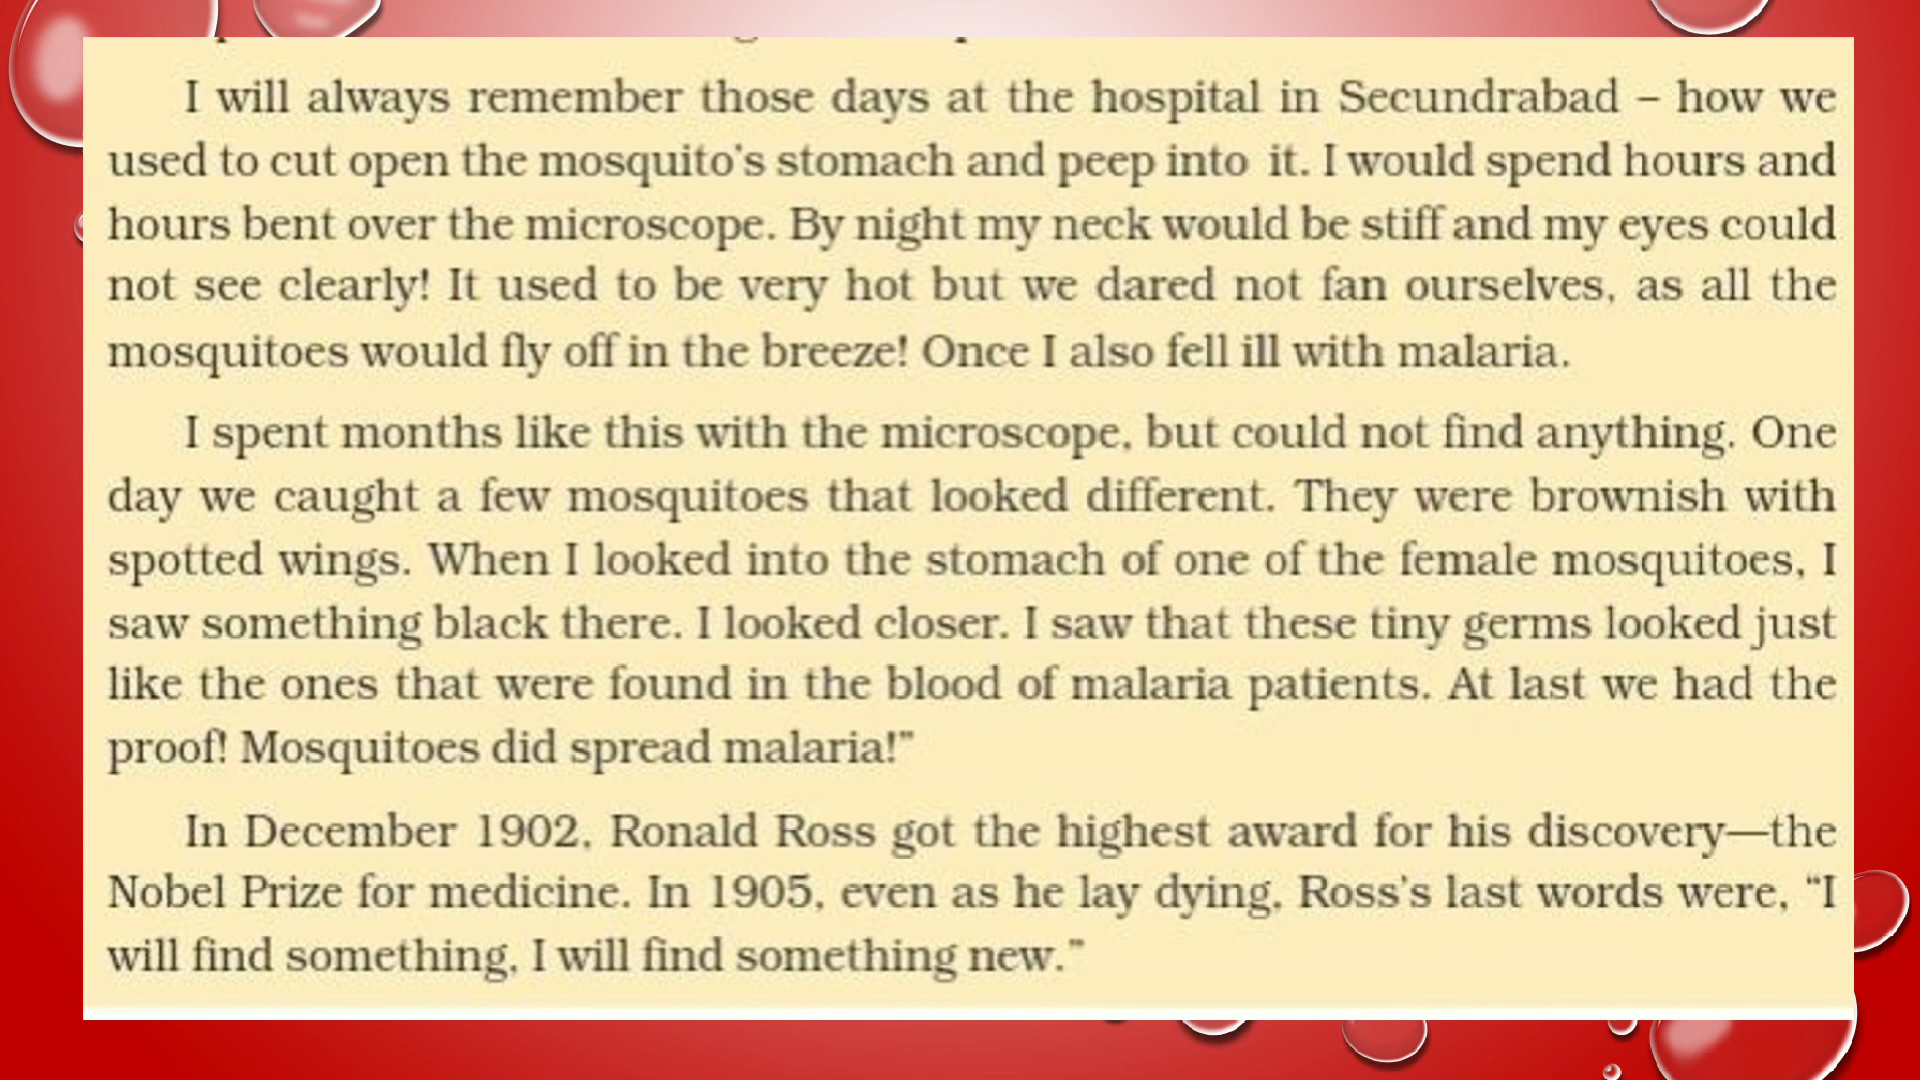 I will always remember those days at the hospital in Secundrabad – how we
used to cut open the mosquito's stomach and peep into it. I would spend hours and
hours bent over the microscope. By night my neck would be stiff and my eyes could
not see clearly! It used to be very hot but we dared not fan ourselves, as all the
mosquitoes would fly off in the breeze! Once I also fell ill with malaria.
I spent months like this with the microscope, but could not find anything. One
day we caught a few mosquitoes that looked different. They were brownish with
spotted wings. When I looked into the stomach of one of the female mosquitoes, I
saw something black there. I looked closer. I saw that these tiny germs looked just
like the ones that were found in the blood of malaria patients. At last we had the
proof! Mosquitoes did spread malaria!”
In December 1902, Ronald Ross got the highest award for his discovery—the
Nobel Prize for medicine. In 1905, even as he lay dying, Ross's last words were, “I
will find something, I will find something new.”